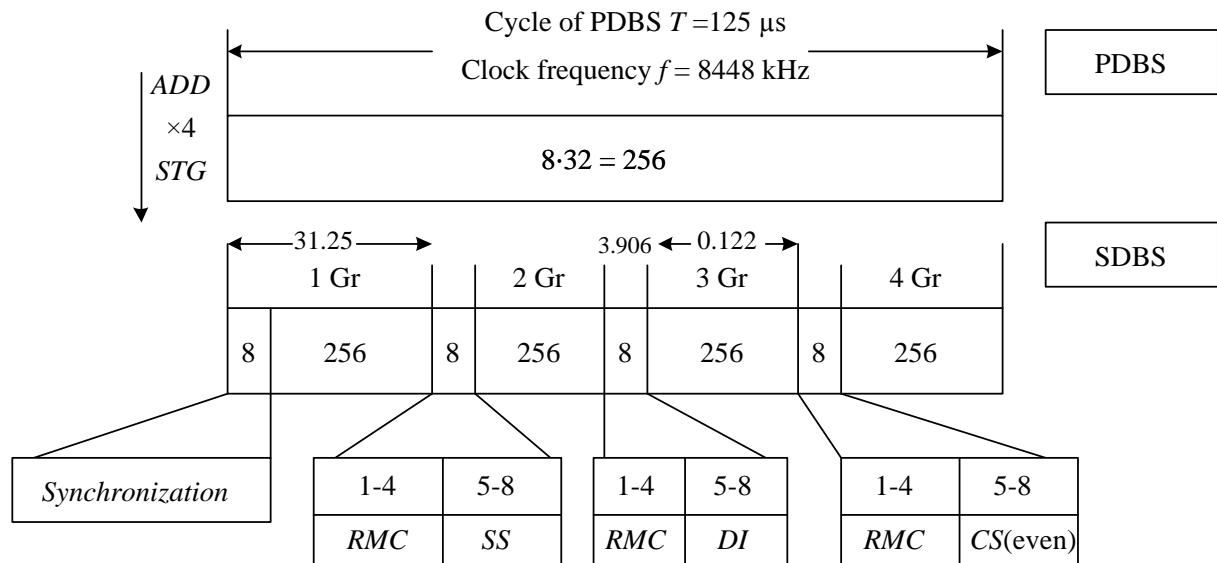 Cycle of PDBS T =125 µs
Clock frequency f = 8448 kHz
PDBS
ADD
×4
STG
8·32 = 256
SDBS
31.25
3.906
0.122
1 Gr
2 Gr
3 Gr
4 Gr
8
256
8
256
8
256
8
256
Synchronization
1-4
5-8
RMC
SS
1-4
5-8
RMC
DI
1-4
5-8
RMC
CS(even)